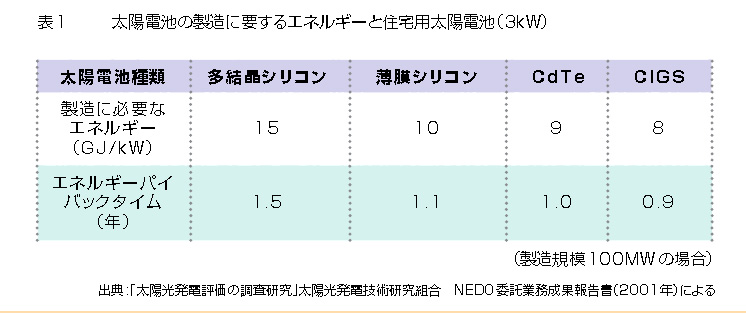 表1　太陽電池の製造に要するエネルギーと住宅用太陽電池（3kW）
太陽電池種類　多結晶シリコン　薄膜シリコン　CdTe　CIGS
製造に必要な
エネルギー　15　10　9　8
（GJ/kW）
エネルギーペイ
バックタイム　1.5　1.1　1.0　0.9
（年）
（製造規模100MWの場合）
出典：「太陽光発電評価の調査研究」太陽光発電技術研究組合　NEDO委託業務成果報告書（2001年）による